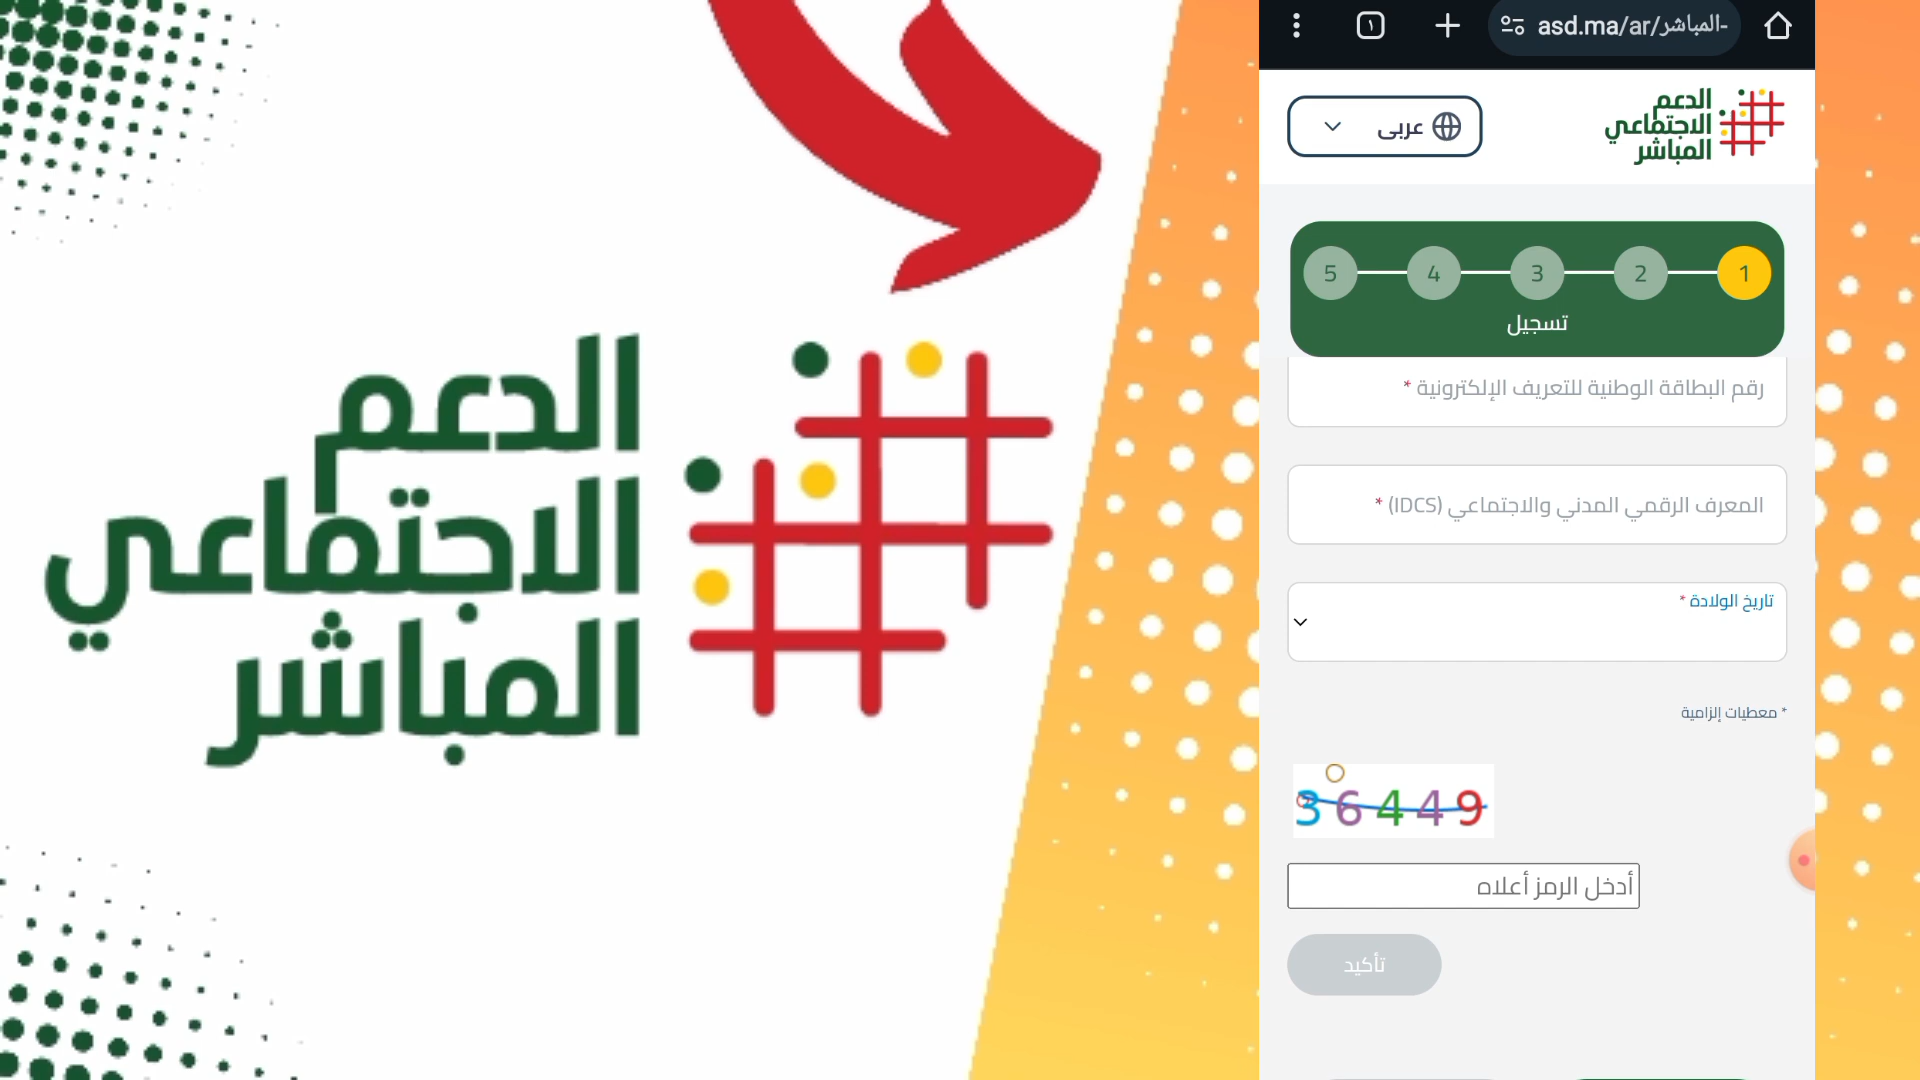 الدعم
الاجتماعي
المباشر
asd.ma/ar/المباشر-
١
عربى
الدعم
الاجتماعي
المباشر
1
2
3
4
5
تسجيل
رقم البطاقة الوطنية للتعريف الإلكترونية *
المعرف الرقمي المدني والاجتماعي (IDCS) *
تاريخ الولادة *
* معطيات إلزامية
36449
أدخل الرمز أعلاه
تأكيد